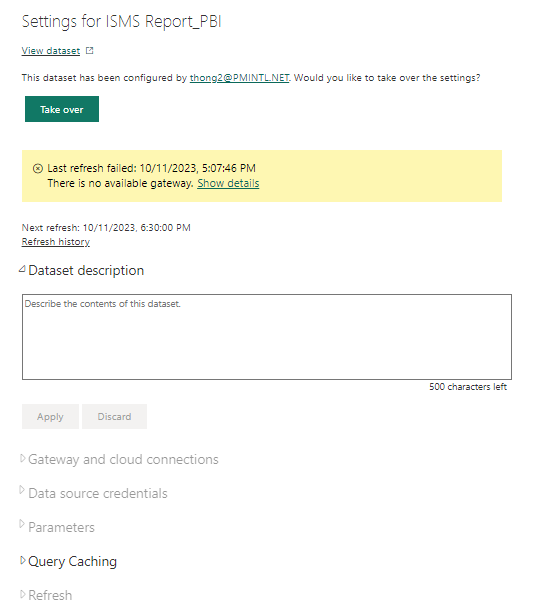 Settings for ISMS Report_PBI
View dataset
This dataset has been configured by thong2@PMINTL.NET. Would you like to take over the settings?
Take over
Last refresh failed: 10/11/2023, 5:07:46 PM
There is no available gateway. Show details
Next refresh: 10/11/2023, 6:30:00 PM
Refresh history
Dataset description
Describe the contents of this dataset.
500 characters left
Apply Discard
Gateway and cloud connections
Data source credentials
Parameters
Query Caching
Refresh